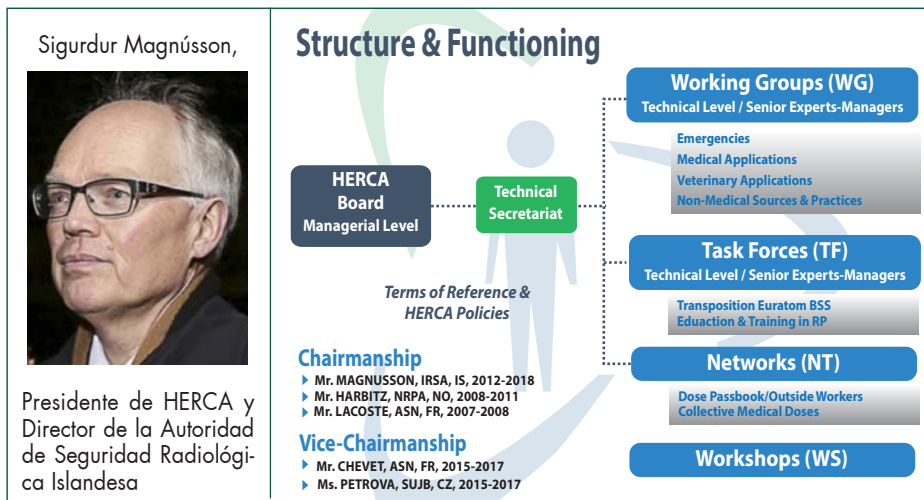 Sigurdur Magnússon,
Presidente de HERCA y
Director de la Autoridad
de Seguridad Radiológi-
ca Islandesa
Structure & Functioning
HERCA
Board
Managerial Level
Technical
Secretariat
Terms of Reference &
HERCA Policies
Working Groups (WG)
Technical Level / Senior Experts-Managers
Emergencies
Medical Applications
Veterinary Applications
Non-Medical Sources & Practices
Task Forces (TF)
Technical Level / Senior Experts-Managers
Transposition Euratom BSS
Eduaction & Training in RP
Networks (NT)
Dose Passbook/Outside Workers
Collective Medical Doses
Workshops (WS)
Chairmanship
Mr. MAGNUSSON, IRSA, IS, 2012-2018
Mr. HARBITZ, NRPA, NO, 2008-2011
Mr. LACOSTE, ASN, FR, 2007-2008
Vice-Chairmanship
Mr. CHEVET, ASN, FR, 2015-2017
Ms. PETROVA, SUJB, CZ, 2015-2017